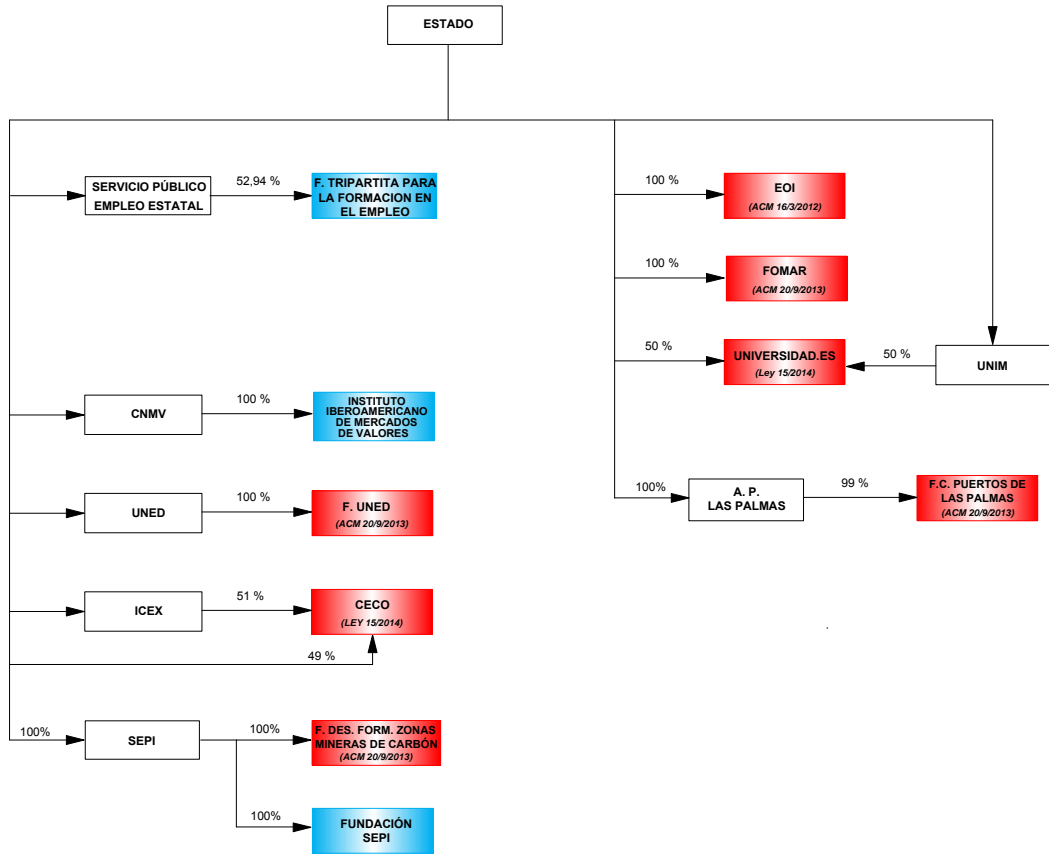 ESTADO
SERVICIO PÚBLICO
EMPLEO ESTATAL
52,94 %
F. TRIPARTITA PARA
LA FORMACION EN
EL EMPLEO
CNMV
100 %
INSTITUTO
IBEROAMERICANO
DE MERCADOS
DE VALORES
UNED
100 %
F. UNED
(ACM 20/9/2013)
ICEX
51 %
CECO
(LEY 15/2014)
49 %
100%
SEPI
100%
F. DES. FORM. ZONAS
MINERAS DE CARBÓN
(ACM 20/9/2013)
100%
FUNDACIÓN
SEPI
100 %
EOI
(ACM 16/3/2012)
100 %
FOMAR
(ACM 20/9/2013)
50 %
UNIVERSIDAD.ES
(Ley 15/2014)
50 %
UNIM
100%
A. P.
LAS PALMAS
99 %
F.C. PUERTOS DE
LAS PALMAS
(ACM 20/9/2013)